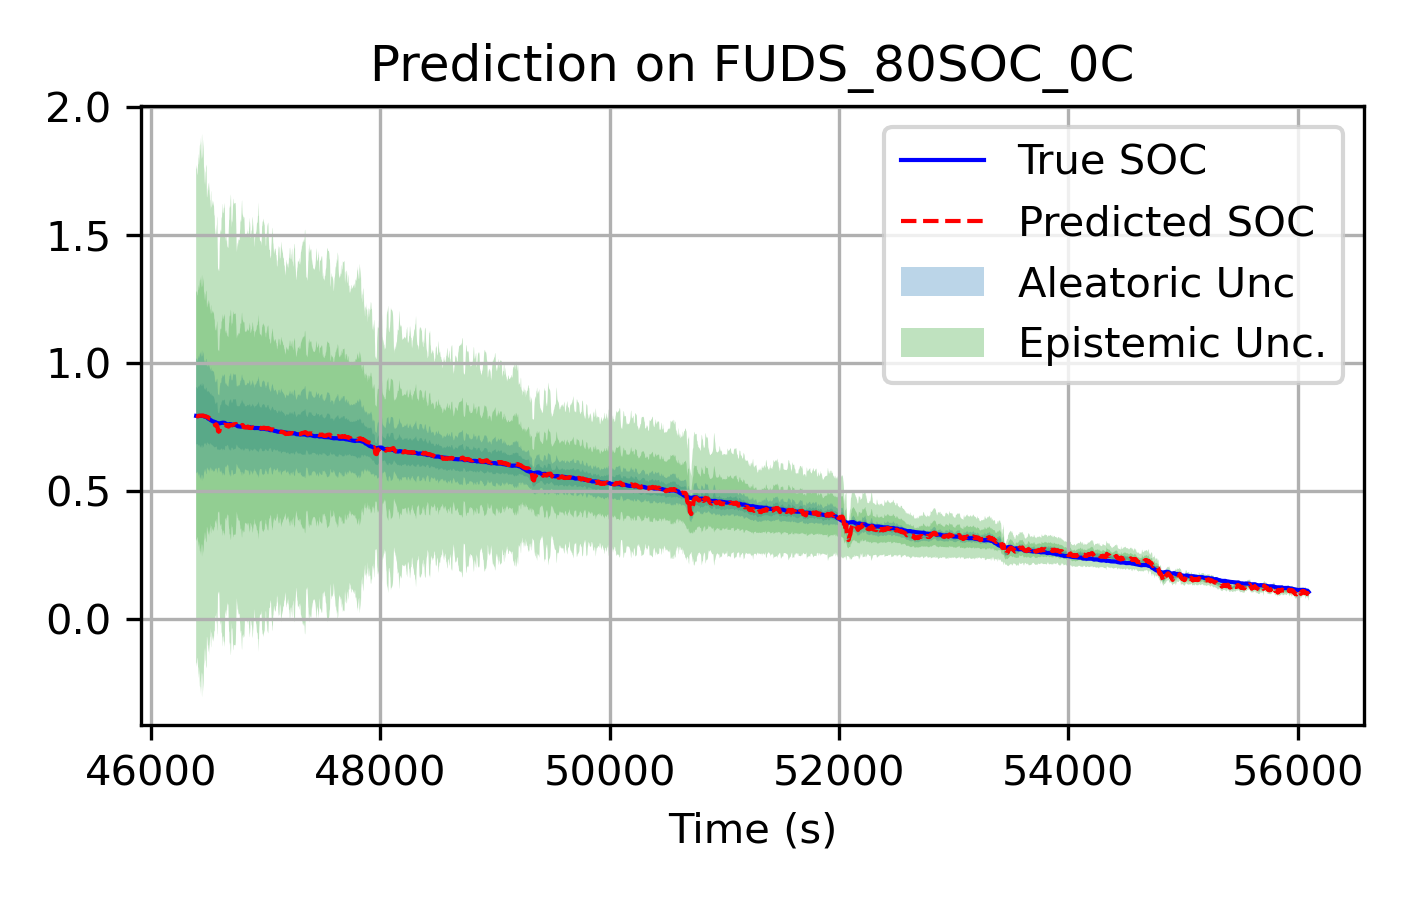 Prediction on FUDS_80SOC_0C
2.0
1.5
1.0
0.5
0.0
True SOC
Predicted SOC
Aleatoric Unc
Epistemic Unc.
46000 48000 50000 52000 54000 56000
Time (s)